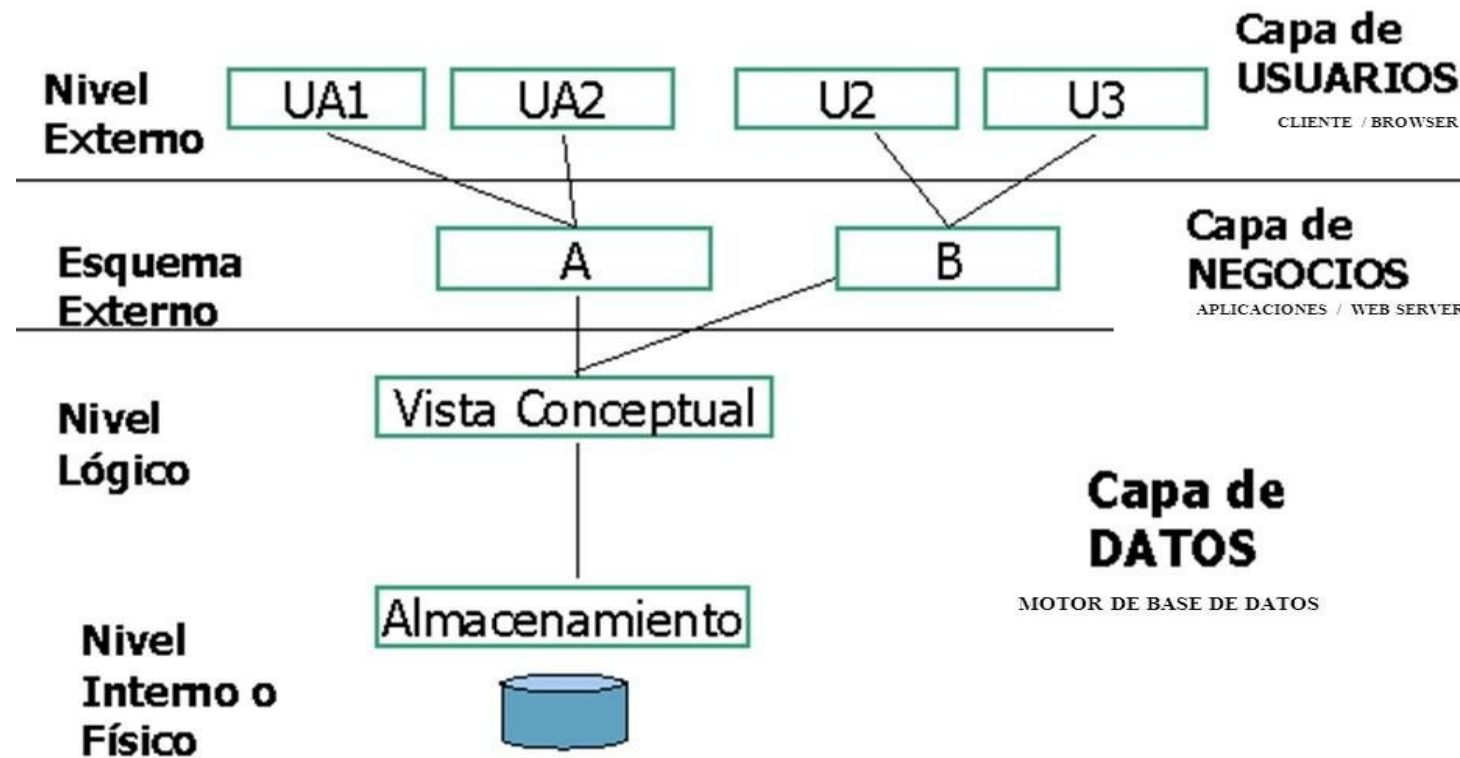 Nivel
Externo
UA1
UA2
U2
U3
Capa de
USUARIOS
CLIENTE / BROWSER
Esquema
Externo
A
B
Capa de
NEGOCIOS
APLICACIONES / WEB SERVER
Nivel
Lógico
Vista Conceptual
Capa de
DATOS
MOTOR DE BASE DE DATOS
Nivel
Interno o
Físico
Almacenamiento